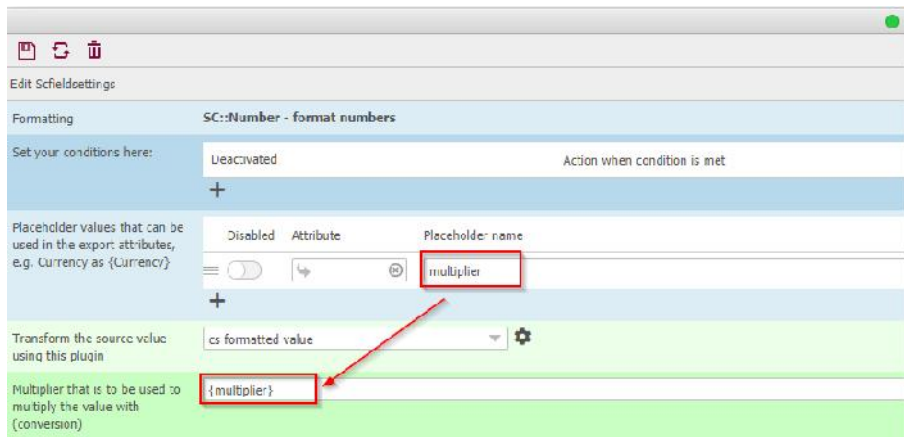 Edit Scfieldsettings
Formatting SC::Number - format numbers
Set your conditions here: Deactivated Action when condition is met
Placeholder values that can be
used in the export attributes,
e.g. Currency as {Currency}
Disabled Attribute Placeholder name
multiplier
Transform the source value
using this plugin
cs formatted value
Multiplier that is to be used to
multiply the value with
(conversion)
{multiplier}